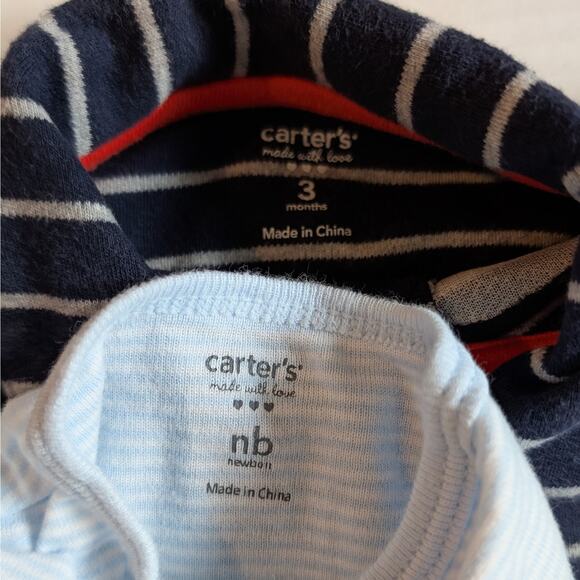 carter's
made with love
3
months
Made in China
carter's
made with love
nb
newborn
Made in China